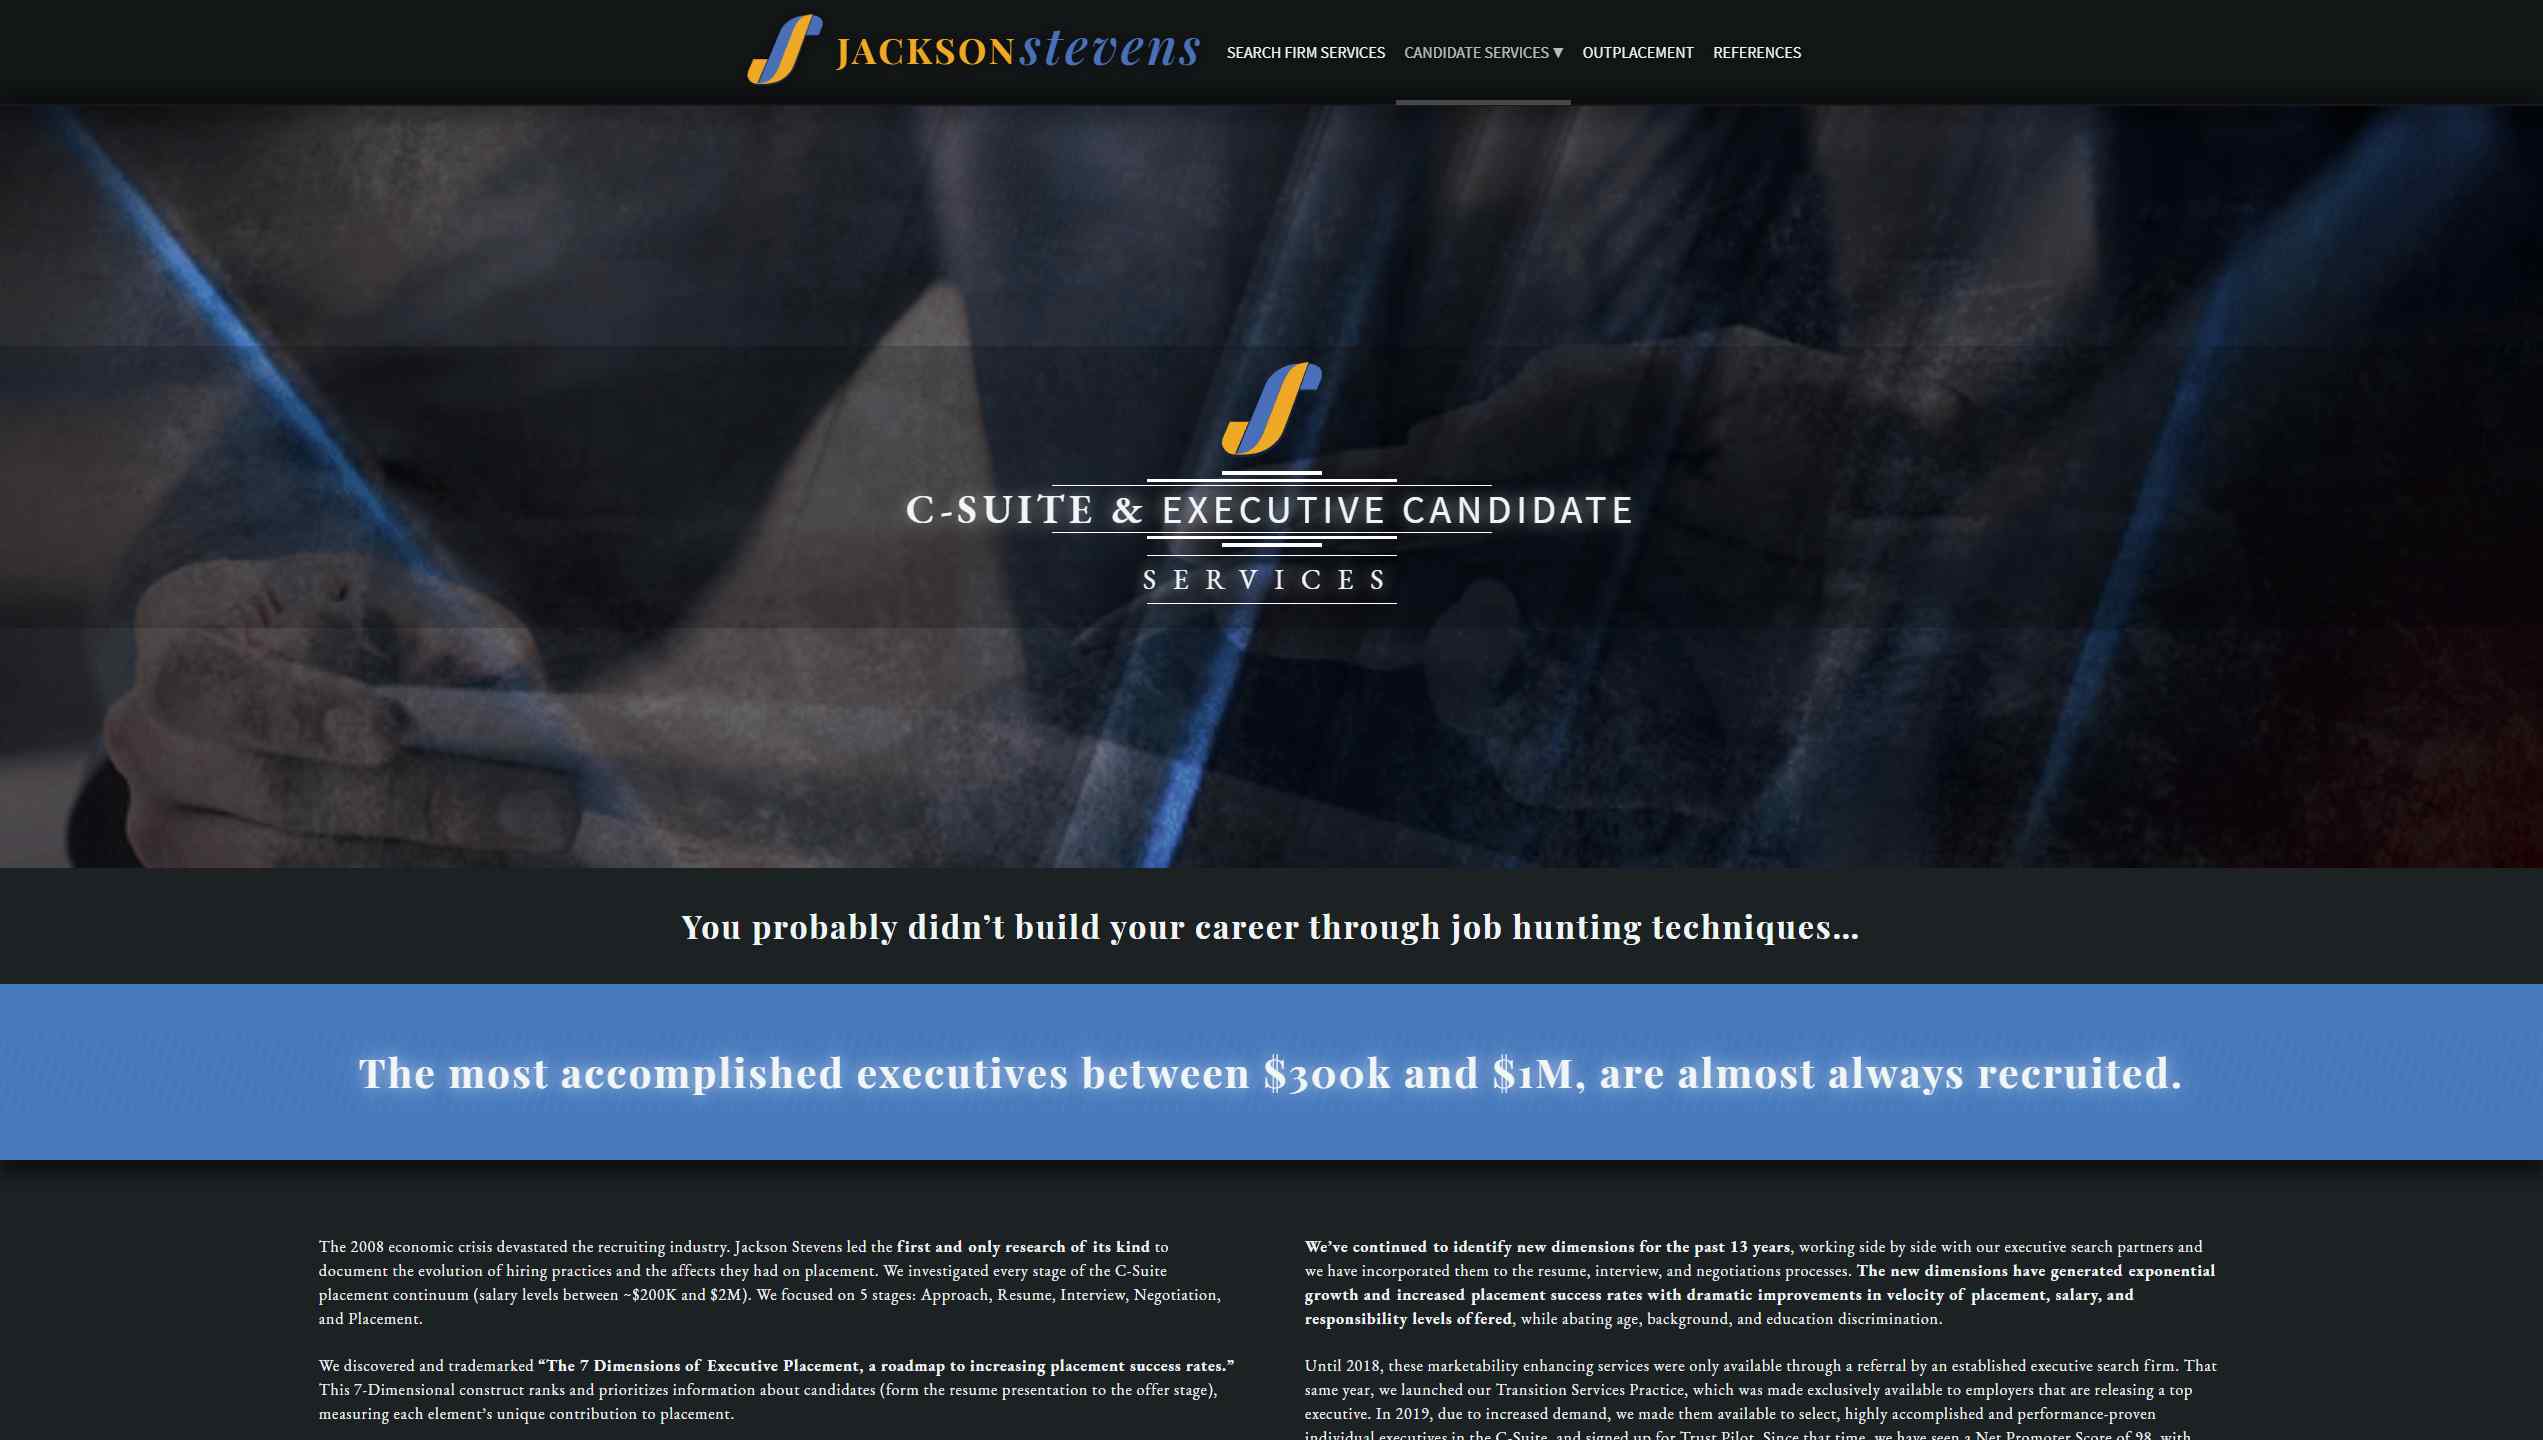 JACKSON stevens
SEARCH FIRM SERVICES CANDIDATE SERVICES ▼ OUTPLACEMENT REFERENCES
C-SUITE & EXECUTIVE CANDIDATE
SERVICES
You probably didn’t build your career through job hunting techniques...
The most accomplished executives between $300k and $1M, are almost always recruited.
The 2008 economic crisis devastated the recruiting industry. Jackson Stevens led the first and only research of its kind to
document the evolution of hiring practices and the affects they had on placement. We investigated every stage of the C-Suite
placement continuum (salary levels between ~$200K and $2M). We focused on 5 stages: Approach, Resume, Interview, Negotiation,
and Placement.
We discovered and trademarked “The 7 Dimensions of Executive Placement, a roadmap to increasing placement success rates.”
This 7-Dimensional construct ranks and prioritizes information about candidates (form the resume presentation to the offer stage),
measuring each element’s unique contribution to placement.
We’ve continued to identify new dimensions for the past 13 years, working side by side with our executive search partners and
we have incorporated them to the resume, interview, and negotiations processes. The new dimensions have generated exponential
growth and increased placement success rates with dramatic improvements in velocity of placement, salary, and
responsibility levels offered, while abating age, background, and education discrimination.
Until 2018, these marketability enhancing services were only available through a referral by an established executive search firm. That
same year, we launched our Transition Services Practice, which was made exclusively available to employers that are releasing a top
executive. In 2019, due to increased demand, we made them available to select, highly accomplished and performance-proven
individual executives in the C-Suite, and signed up for Trust Pilot. Since that time, we have seen a Net Promoter Score of 98, with